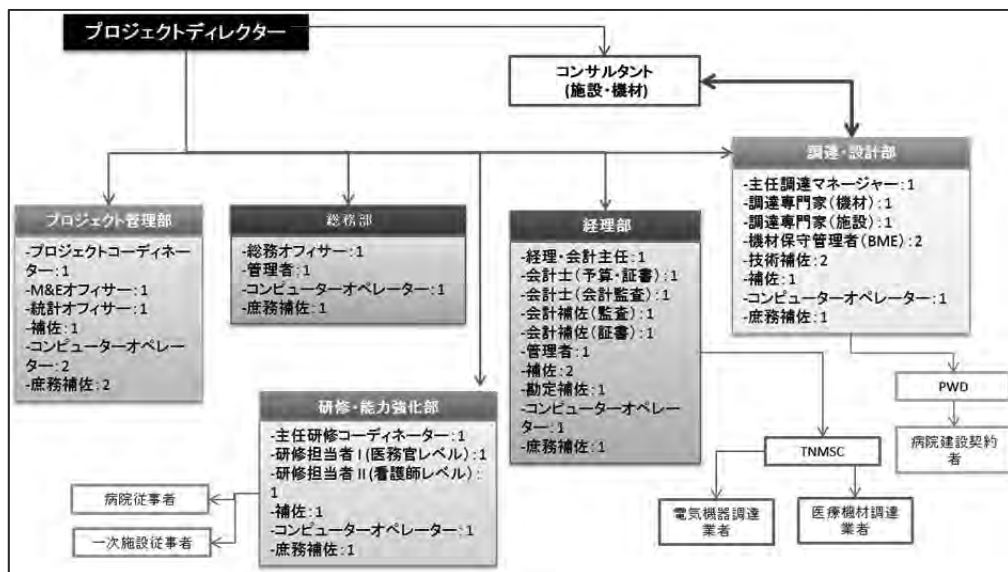 プロジェクトディレクター
コンサルタント
(施設・機材)
調達・設計部
-主任調達マネージャー:1
-調達専門家(機材):1
-調達専門家(施設):1
-機材保守管理者(BME):2
-技術補佐:2
-補佐:1
-コンピューターオペレーター:1
-庶務補佐:1
プロジェクト管理部
-プロジェクトコーディネー
ター:1
-M&Eオフィサー:1
-統計オフィサー:1
-補佐:1
-コンピューターオペレー
ター:2
-庶務補佐:2
総務部
-総務オフィサー:1
-管理者:1
-コンピューターオペレーター:1
-庶務補佐:1
経理部
-経理・会計主任:1
-会計士(予算・証書):1
-会計士(会計監査):1
-会計補佐(監査):1
-会計補佐(証書):1
-管理者:1
-補佐:2
-勘定補佐:1
-コンピューターオペレー
ター:1
-庶務補佐:1
研修・能力強化部
-主任研修コーディネーター:1
-研修担当者Ⅰ(医務官レベル):1
-研修担当者Ⅱ(看護師レベル):
1
-補佐:1
-コンピューターオペレーター:1
-庶務補佐:1
病院従事者
一次施設従事者
PWD
病院建設契約
者
TNMSC
電気機器調達
業者
医療機材調達
業者